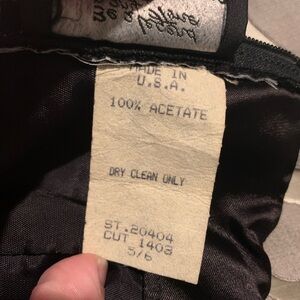 MADE IN
U.S.A.
100% ACETATE
DRY CLEAN ONLY
ST.20404
CUT 1403
5/6